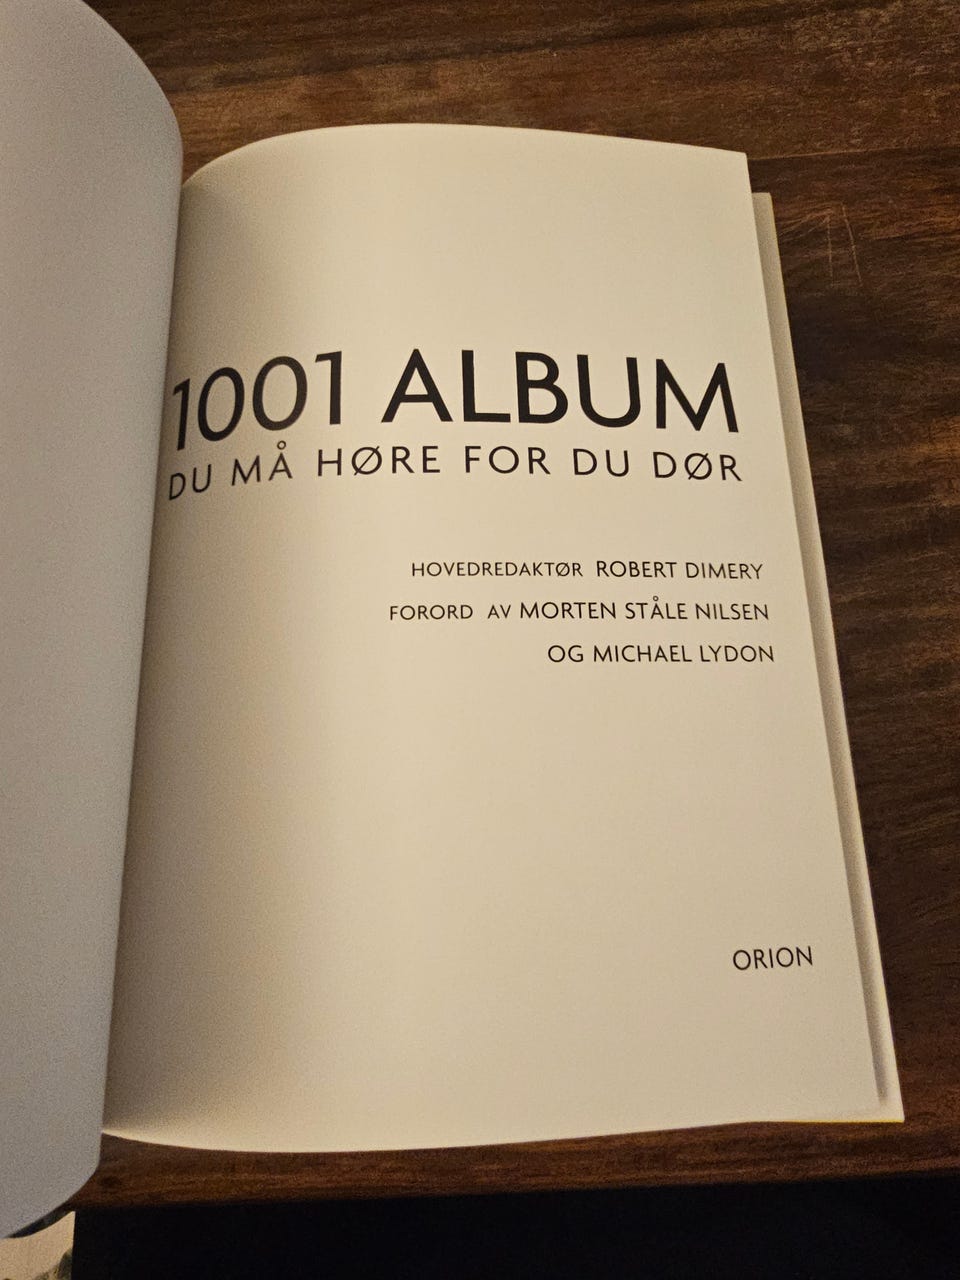 1001 ALBUM
DU MÅ HØRE FOR DU DØR
HOVEDREDAKTØR ROBERT DIMERY
FORORD AV MORTEN STÅLE NILSEN
OG MICHAEL LYDON
ORION